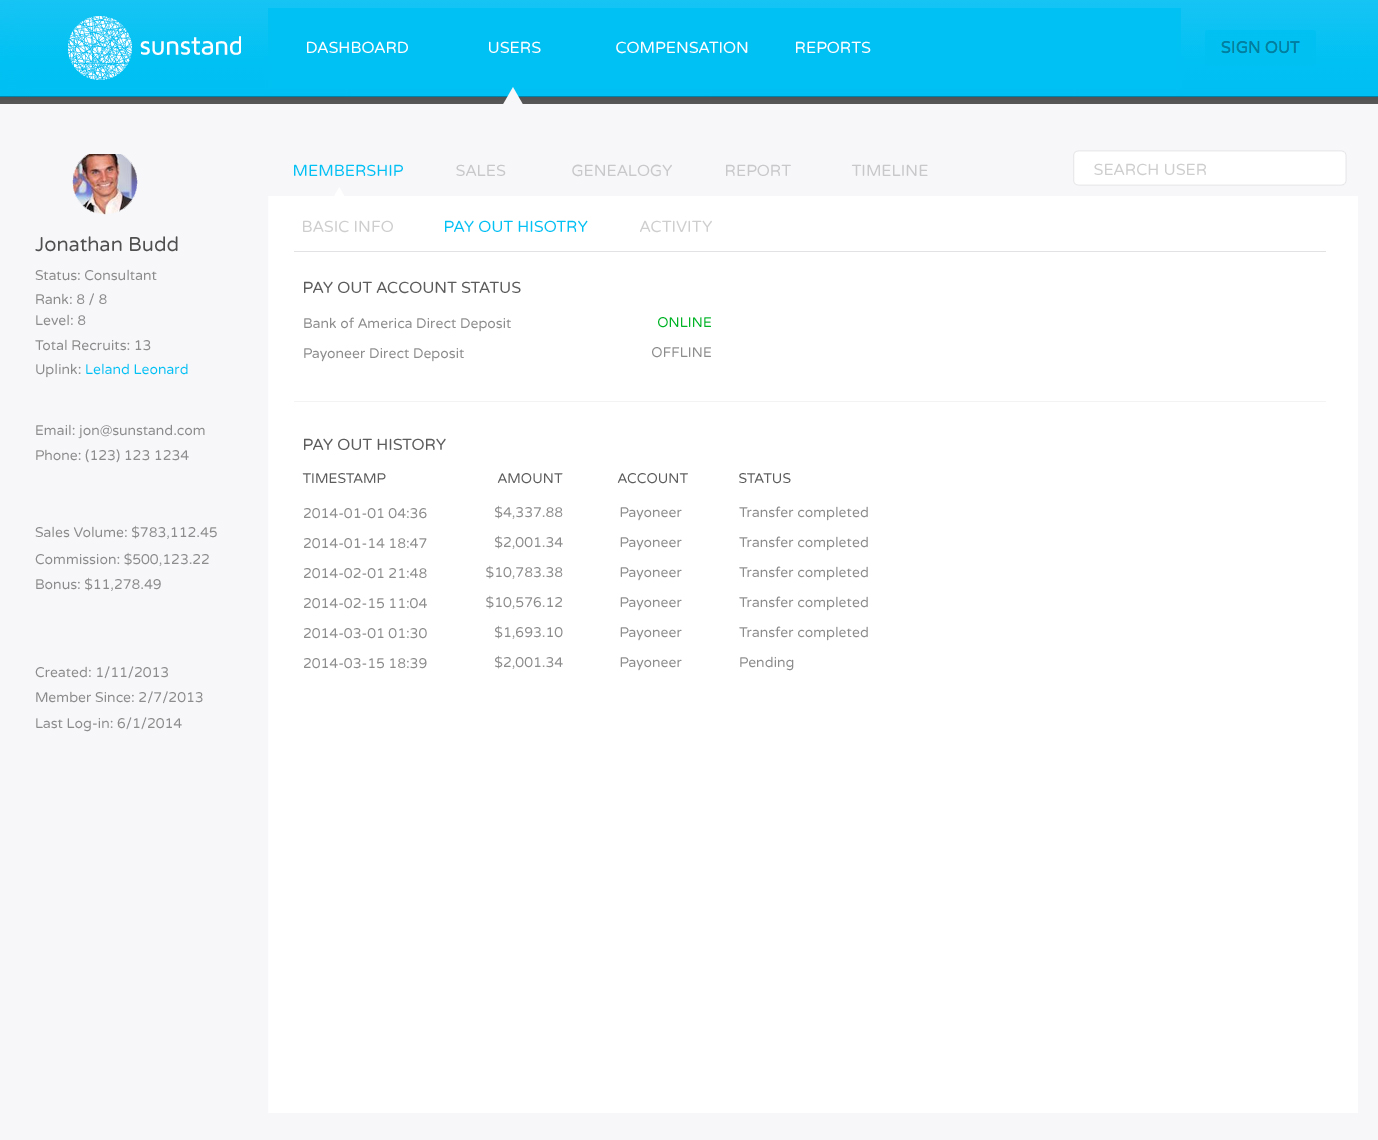 sunstand
DASHBOARD USERS COMPENSATION REPORTS SIGN OUT
MEMBERSHIP SALES GENEALOGY REPORT TIMELINE SEARCH USER
BASIC INFO PAY OUT HISOTRY ACTIVITY
Jonathan Budd
Status: Consultant
Rank: 8 / 8
Level: 8
Total Recruits: 13
Uplink: Leland Leonard
Email: jon@sunstand.com
Phone: (123) 123 1234
Sales Volume: $783,112.45
Commission: $500,123.22
Bonus: $11,278.49
Created: 1/11/2013
Member Since: 2/7/2013
Last Log-in: 6/1/2014
PAY OUT ACCOUNT STATUS
Bank of America Direct Deposit ONLINE
Payoneer Direct Deposit OFFLINE
PAY OUT HISTORY
TIMESTAMP AMOUNT ACCOUNT STATUS
2014-01-01 04:36 $4,337.88 Payoneer Transfer completed
2014-01-14 18:47 $2,001.34 Payoneer Transfer completed
2014-02-01 21:48 $10,783.38 Payoneer Transfer completed
2014-02-15 11:04 $10,576.12 Payoneer Transfer completed
2014-03-01 01:30 $1,693.10 Payoneer Transfer completed
2014-03-15 18:39 $2,001.34 Payoneer Pending